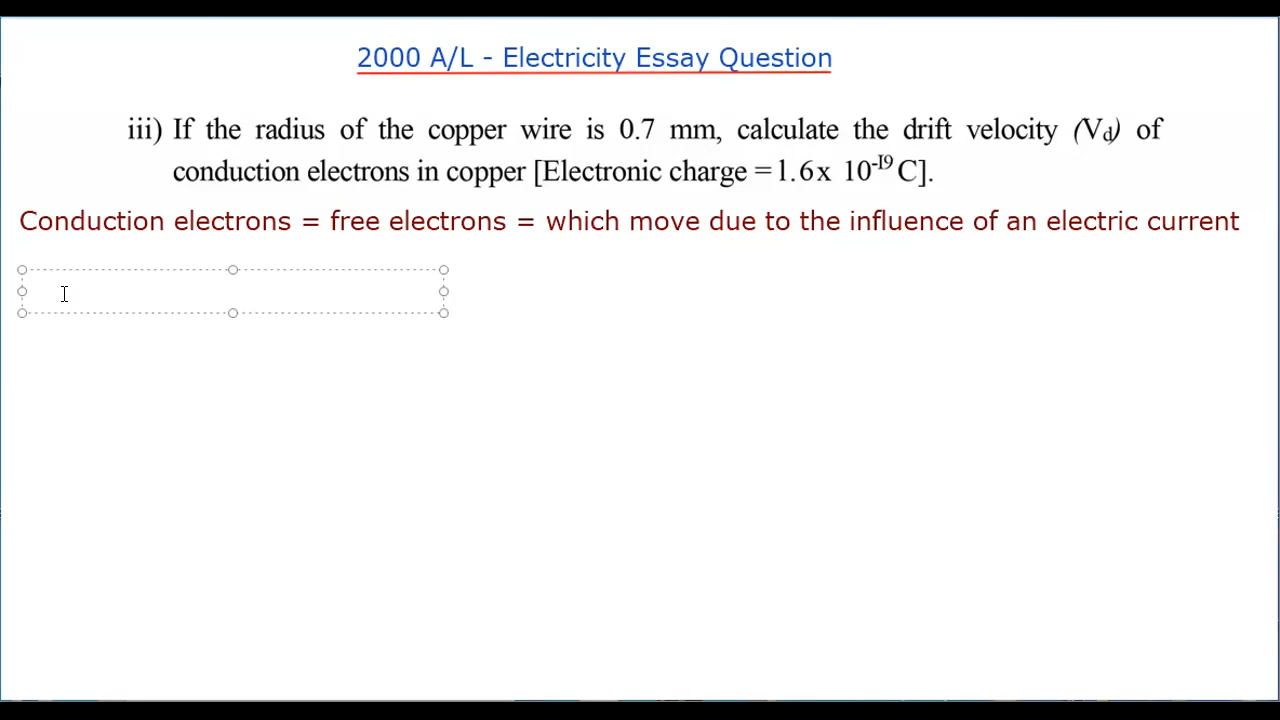 2000 A/L - Electricity Essay Question
iii) If the radius of the copper wire is 0.7 mm, calculate the drift velocity (Vd) of
conduction electrons in copper [Electronic charge = 1.6 x 10-19 C].
Conduction electrons = free electrons = which move due to the influence of an electric current